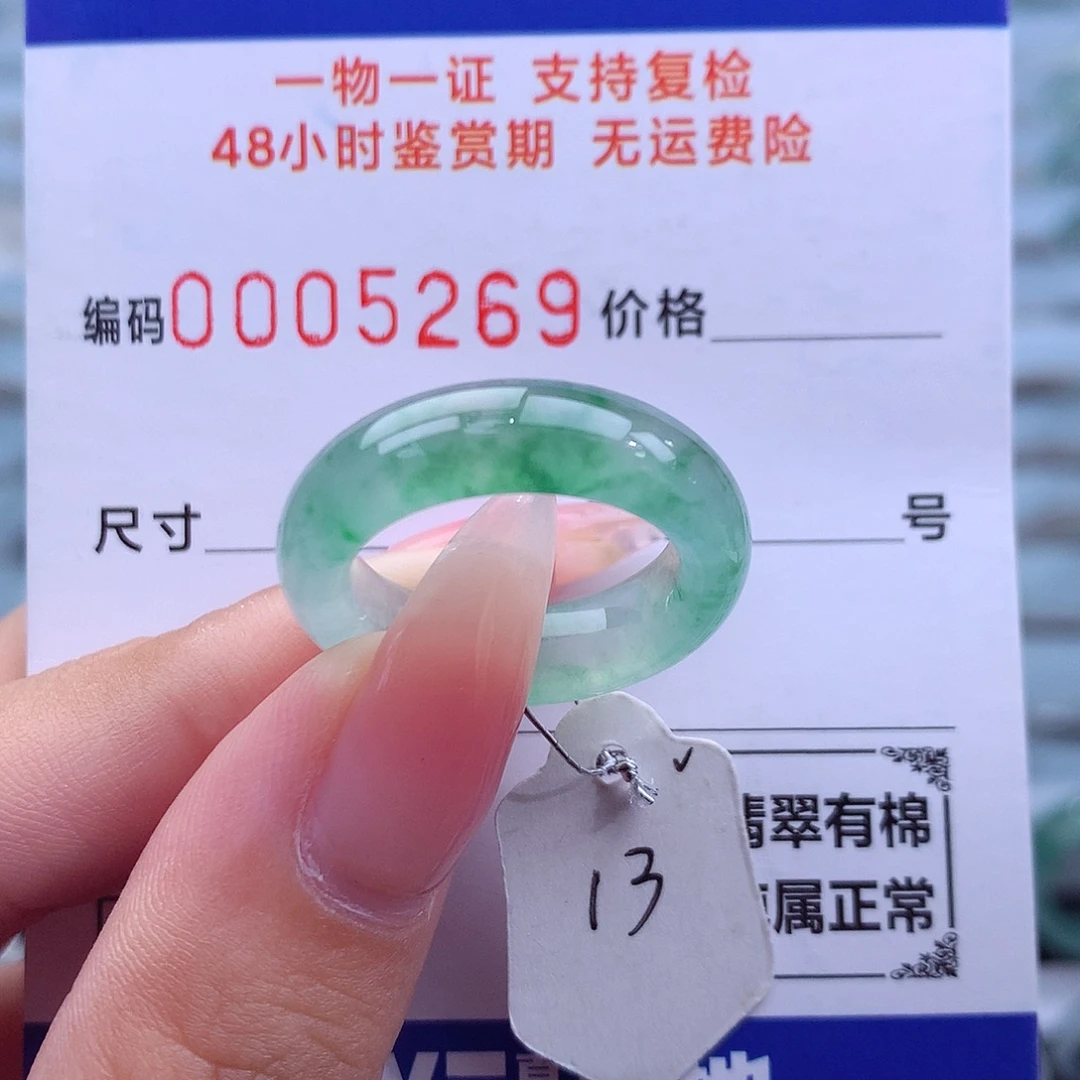 一物一证 支持复检
48小时鉴赏期 无运费险
编码0005269 价格
尺寸 号
13
翡翠有棉
属正常